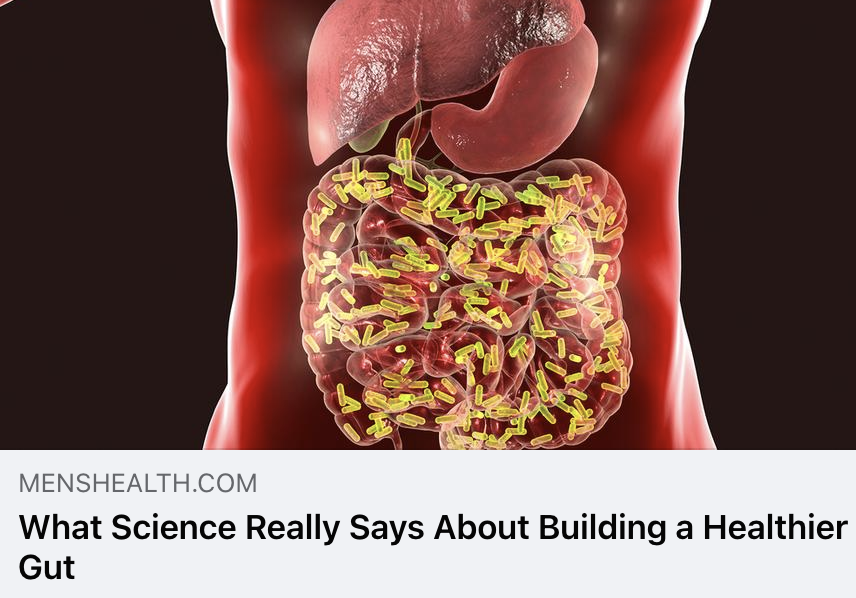 MENSHEALTH.COM
What Science Really Says About Building a Healthier
Gut